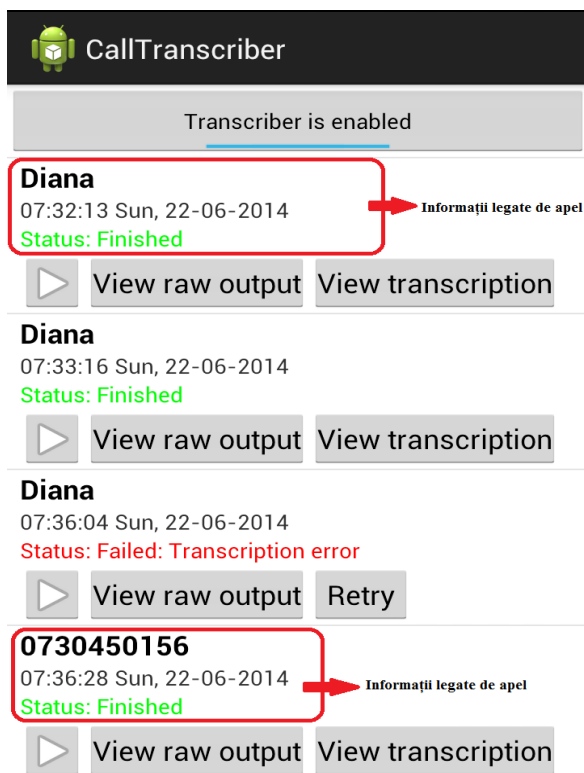 CallTranscriber
Transcriber is enabled
Diana
07:32:13 Sun, 22-06-2014
Informații legate de apel
Status: Finished
View raw output View transcription
Diana
07:33:16 Sun, 22-06-2014
Status: Finished
View raw output View transcription
Diana
07:36:04 Sun, 22-06-2014
Status: Failed: Transcription error
View raw output Retry
0730450156
07:36:28 Sun, 22-06-2014
Informații legate de apel
Status: Finished
View raw output View transcription